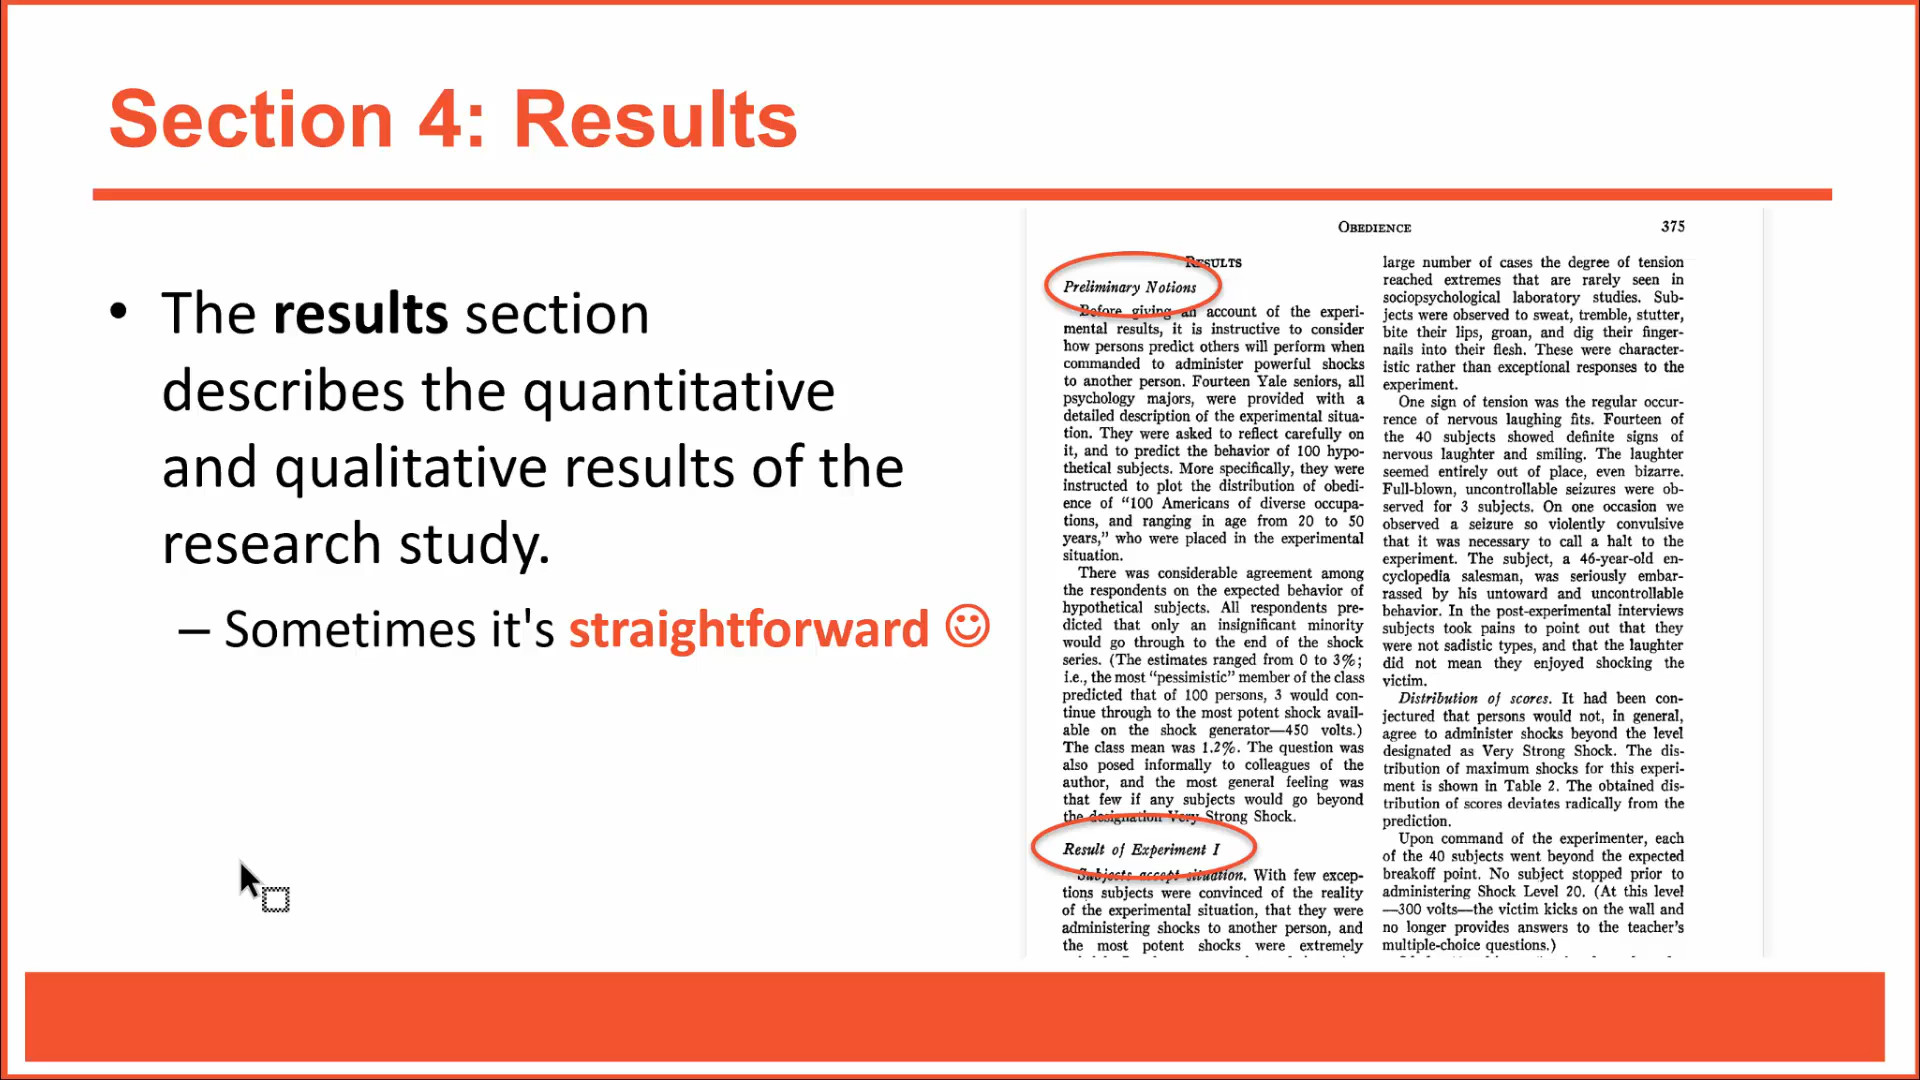 Section 4: Results
• The results section
describes the quantitative
and qualitative results of the
research study.
– Sometimes it's straightforward ☺
OBEDIENCE 375
RESULTS
Preliminary Notions
Before giving an account of the experi-
mental results, it is instructive to consider
how persons predict others will perform when
commanded to administer powerful shocks
to another person. Fourteen Yale seniors, all
psychology majors, were provided with a
detailed description of the experimental situa-
tion. They were asked to reflect carefully on
it, and to predict the behavior of 100 hypo-
thetical subjects. More specifically, they were
instructed to plot the distribution of obedi-
ence of “100 Americans of diverse occupa-
tions, and ranging in age from 20 to 50
years,” who were placed in the experimental
situation.
There was considerable agreement among
the respondents on the expected behavior of
hypothetical subjects. All respondents pre-
dicted that only an insignificant minority
would go through to the end of the shock
series. (The estimates ranged from 0 to 3%;
i.e., the most “pessimistic” member of the class
predicted that of 100 persons, 3 would con-
tinue through to the most potent shock avail-
able on the shock generator—450 volts.)
The class mean was 1.2%. The question was
also posed informally to colleagues of the
author, and the most general feeling was
that few if any subjects would go beyond
the designation Very Strong Shock.
Result of Experiment I
Subjects accept situation. With few excep-
tions subjects were convinced of the reality
of the experimental situation, that they were
administering shocks to another person, and
the most potent shocks were extremely
large number of cases the degree of tension
reached extremes that are rarely seen in
sociopsychological laboratory studies. Sub-
jects were observed to sweat, tremble, stutter,
bite their lips, groan, and dig their finger-
nails into their flesh. These were character-
istic rather than exceptional responses to the
experiment.
One sign of tension was the regular occur-
rence of nervous laughing fits. Fourteen of
the 40 subjects showed definite signs of
nervous laughter and smiling. The laughter
seemed entirely out of place, even bizarre.
Full-blown, uncontrollable seizures were ob-
served for 3 subjects. On one occasion we
observed a seizure so violently convulsive
that it was necessary to call a halt to the
experiment. The subject, a 46-year-old en-
cyclopedia salesman, was seriously embar-
rassed by his untoward and uncontrollable
behavior. In the post-experimental interviews
subjects took pains to point out that they
were not sadistic types, and that the laughter
did not mean they enjoyed shocking the
victim.
Distribution of scores. It had been con-
jectured that persons would not, in general,
agree to administer shocks beyond the level
designated as Very Strong Shock. The dis-
tribution of maximum shocks for this experi-
ment is shown in Table 2. The obtained dis-
tribution of scores deviates radically from the
prediction.
Upon command of the experimenter, each
of the 40 subjects went beyond the expected
breakoff point. No subject stopped prior to
administering Shock Level 20. (At this level
—300 volts—the victim kicks on the wall and
no longer provides answers to the teacher's
multiple-choice questions.)